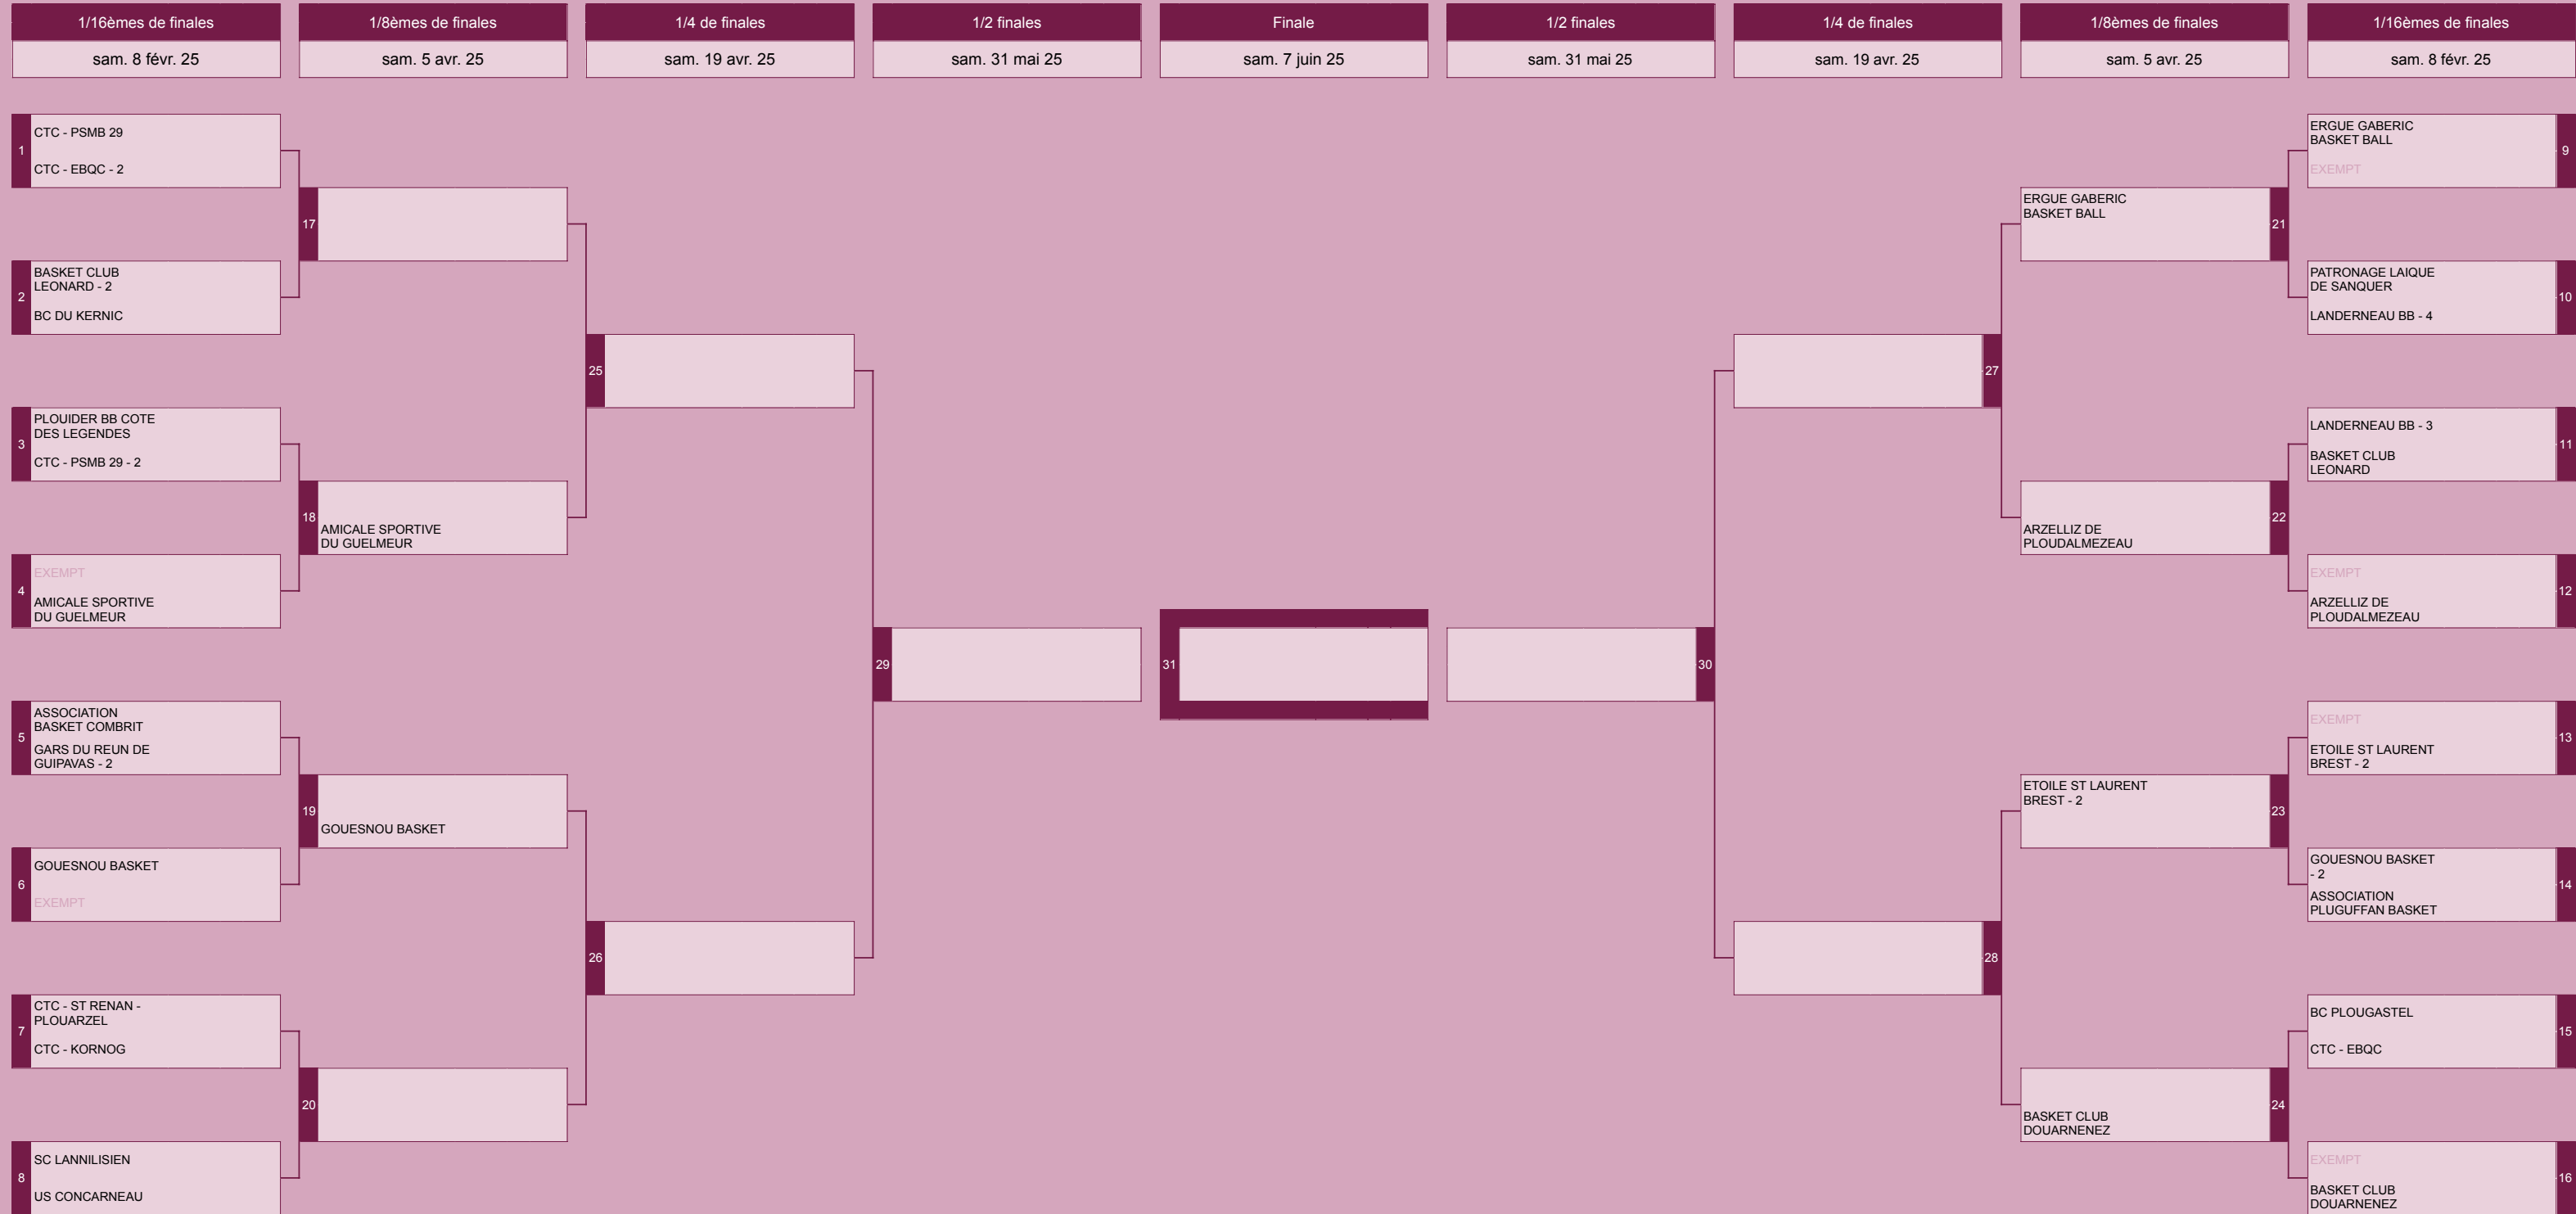 1/16èmes de finales
1/8èmes de finales
1/4 de finales
1/2 finales
Finale
1/2 finales
1/4 de finales
1/8èmes de finales
1/16èmes de finales
sam. 8 févr. 25
sam. 5 avr. 25
sam. 19 avr. 25
sam. 31 mai 25
sam. 7 juin 25
sam. 31 mai 25
sam. 19 avr. 25
sam. 5 avr. 25
sam. 8 févr. 25
1
CTC - PSMB 29
CTC - EBQC - 2
2
BASKET CLUB
LEONARD - 2
BC DU KERNIC
3
PLOUIDER BB COTE
DES LEGENDES
CTC - PSMB 29 - 2
4
EXEMPT
AMICALE SPORTIVE
DU GUELMEUR
5
ASSOCIATION
BASKET COMBRIT
GARS DU REUN DE
GUIPAVAS - 2
6
GOUESNOU BASKET
EXEMPT
7
CTC - ST RENAN -
PLOUARZEL
CTC - KORNOG
8
SC LANNILISIEN
US CONCARNEAU
17
18
AMICALE SPORTIVE
DU GUELMEUR
19
GOUESNOU BASKET
20
25
26
29
31
30
27
28
ERGUE GABERIC
BASKET BALL
21
ARZELLIZ DE
PLOUDALMEZEAU
22
ETOILE ST LAURENT
BREST - 2
23
BASKET CLUB
DOUARNENEZ
24
ERGUE GABERIC
BASKET BALL
EXEMPT
9
PATRONAGE LAIQUE
DE SANQUER
LANDERNEAU BB - 4
10
LANDERNEAU BB - 3
BASKET CLUB
LEONARD
11
EXEMPT
ARZELLIZ DE
PLOUDALMEZEAU
12
EXEMPT
ETOILE ST LAURENT
BREST - 2
13
GOUESNOU BASKET
- 2
ASSOCIATION
PLUGUFFAN BASKET
14
BC PLOUGASTEL
CTC - EBQC
15
EXEMPT
BASKET CLUB
DOUARNENEZ
16